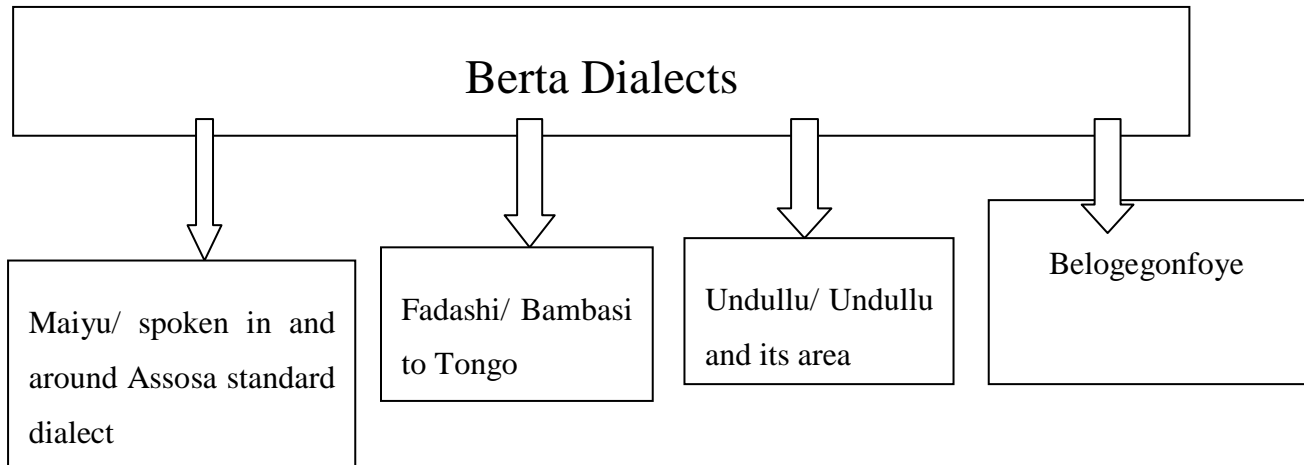 Berta Dialects
Maiyu/ spoken in and
around Assosa standard
dialect
Fadashi/ Bambasi
to Tongo
Undullu/ Undullu
and its area
Belogegonfoye